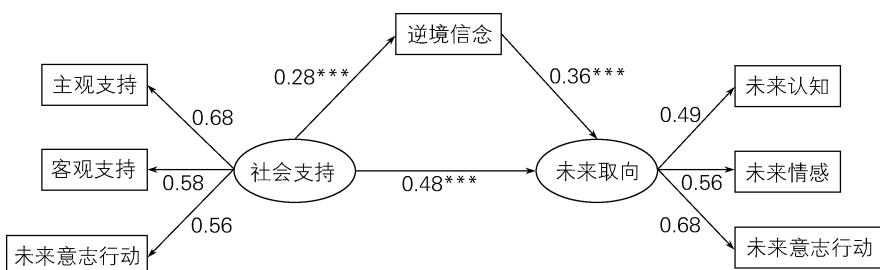 逆境信念
0.28***
0.36***
主观支持
未来认知
0.68
0.49
客观支持
社会支持
未来取向
未来情感
0.58
0.48***
0.56
0.56
0.68
未来意志行动
未来意志行动